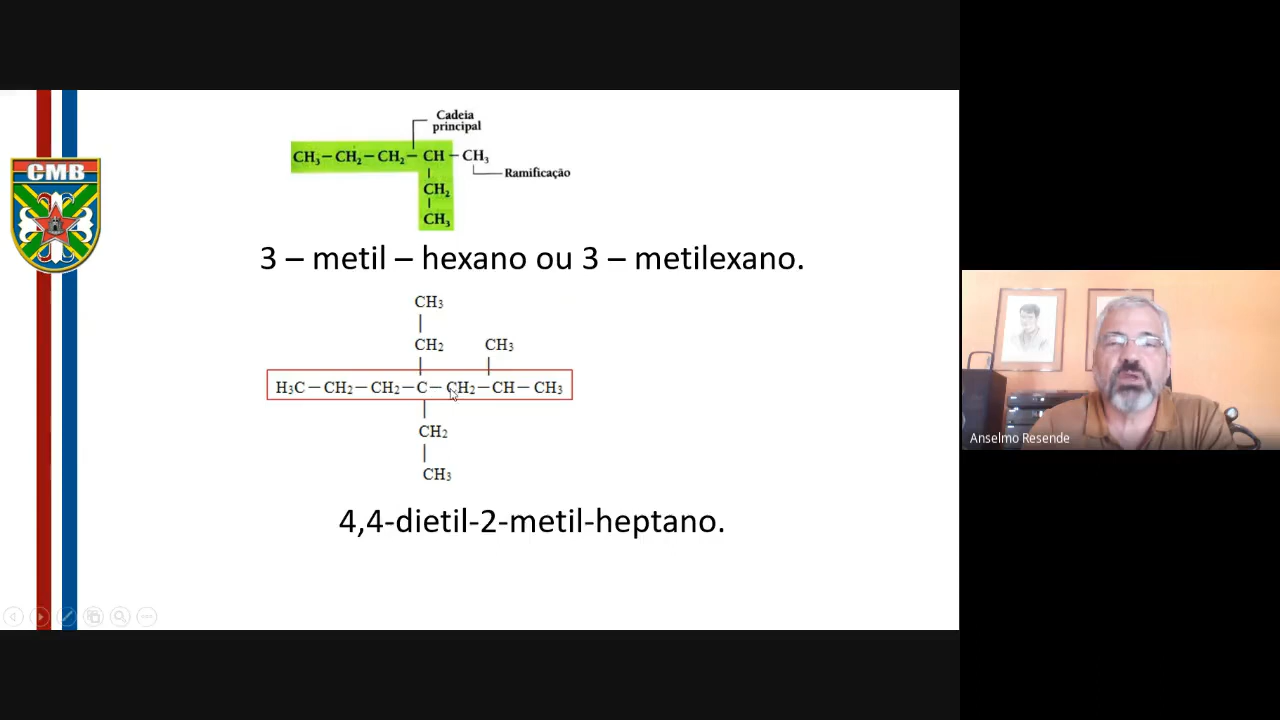 CMB
Cadeia
principal
CH₃ – CH₂ – CH₂ – CH – CH₃
Ramificação
CH₂
CH₃
3 – metil – hexano ou 3 – metilexano.
CH₃
CH₂ CH₃
H₃C – CH₂ – CH₂ – C – CH₂ – CH – CH₃
CH₂
CH₃
4,4-dietil-2-metil-heptano.
Anselmo Resende